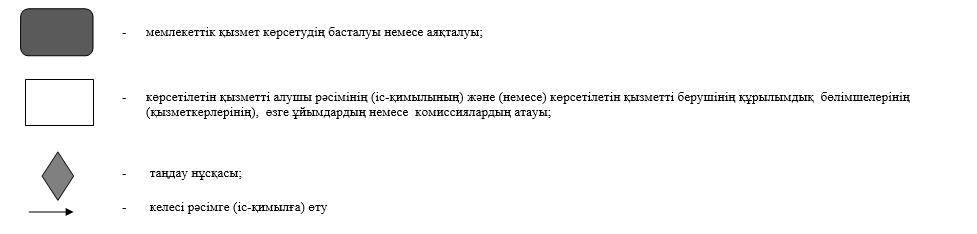 - мемлекеттік қызмет көрсетудің басталуы немесе аяқталуы;
- көрсетілетін қызметті алушы рәсімінің (іс-қимылының) және (немесе) көрсетілетін қызметті берушінің құрылымдық бөлімшелерінің
(қызметкерлерінің), өзге ұйымдардың немесе комиссиялардың атауы;
- таңдау нұсқасы;
- келесі рәсімге (іс-қимылға) өту